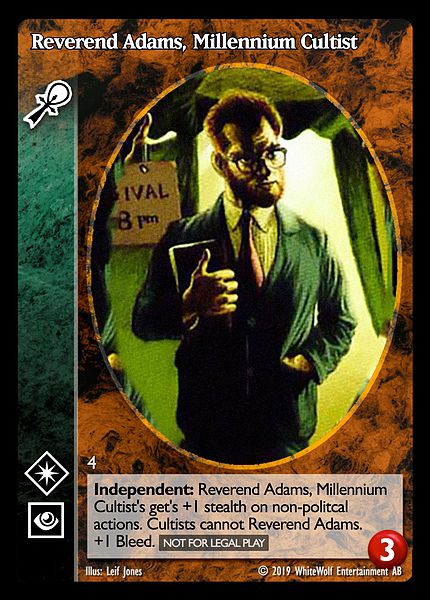 Reverend Adams, Millennium Cultist
IVAL
8 pm
4
Independent: Reverend Adams, Millennium
Cultist's get's +1 stealth on non-politcal
actions. Cultists cannot Reverend Adams.
+1 Bleed. NOT FOR LEGAL PLAY
3
Illus: Leif Jones © 2019 WhiteWolf Entertainment AB